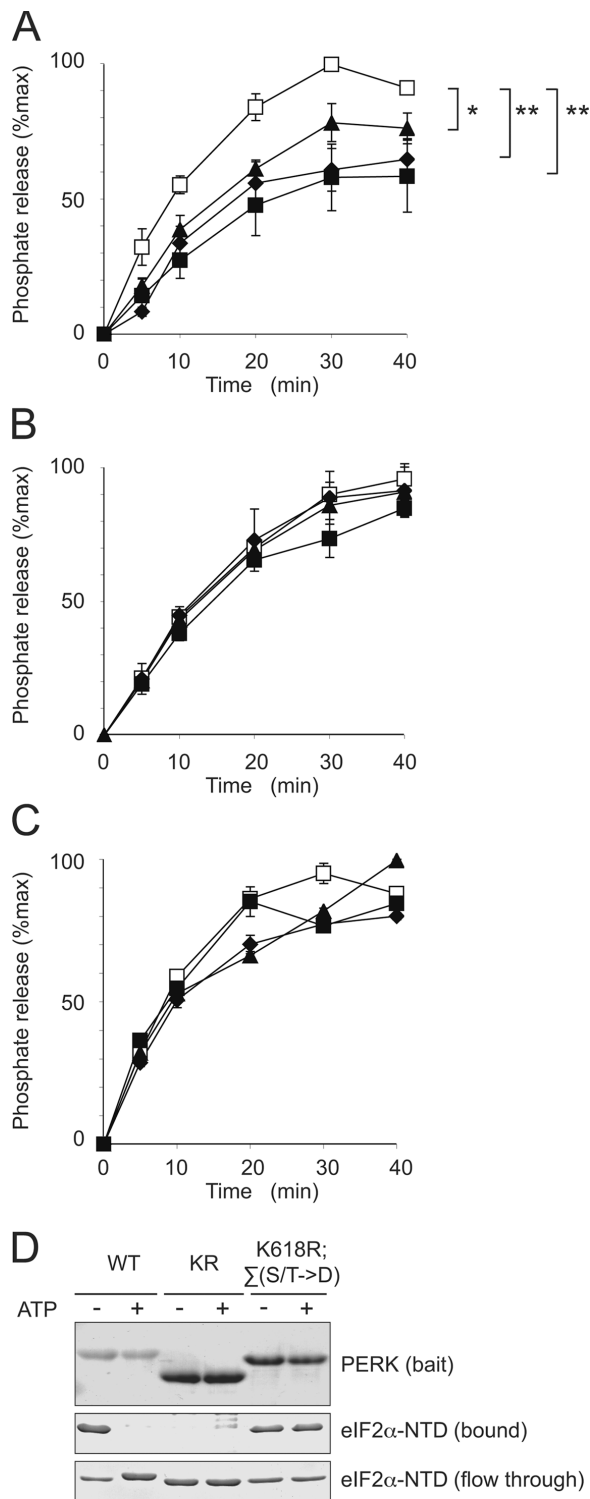 A
Phosphate release (%max)
100
50
0
* ** **
0 10 20 30 40
Time (min)
B
Phosphate release (%max)
100
50
0
0 10 20 30 40
Time (min)
C
Phosphate release (%max)
100
50
0
0 10 20 30 40
Time (min)
D
WT KR K618R;
∑(S/T->D)
ATP - + - + - +
PERK (bait)
eIF2α-NTD (bound)
eIF2α-NTD (flow through)